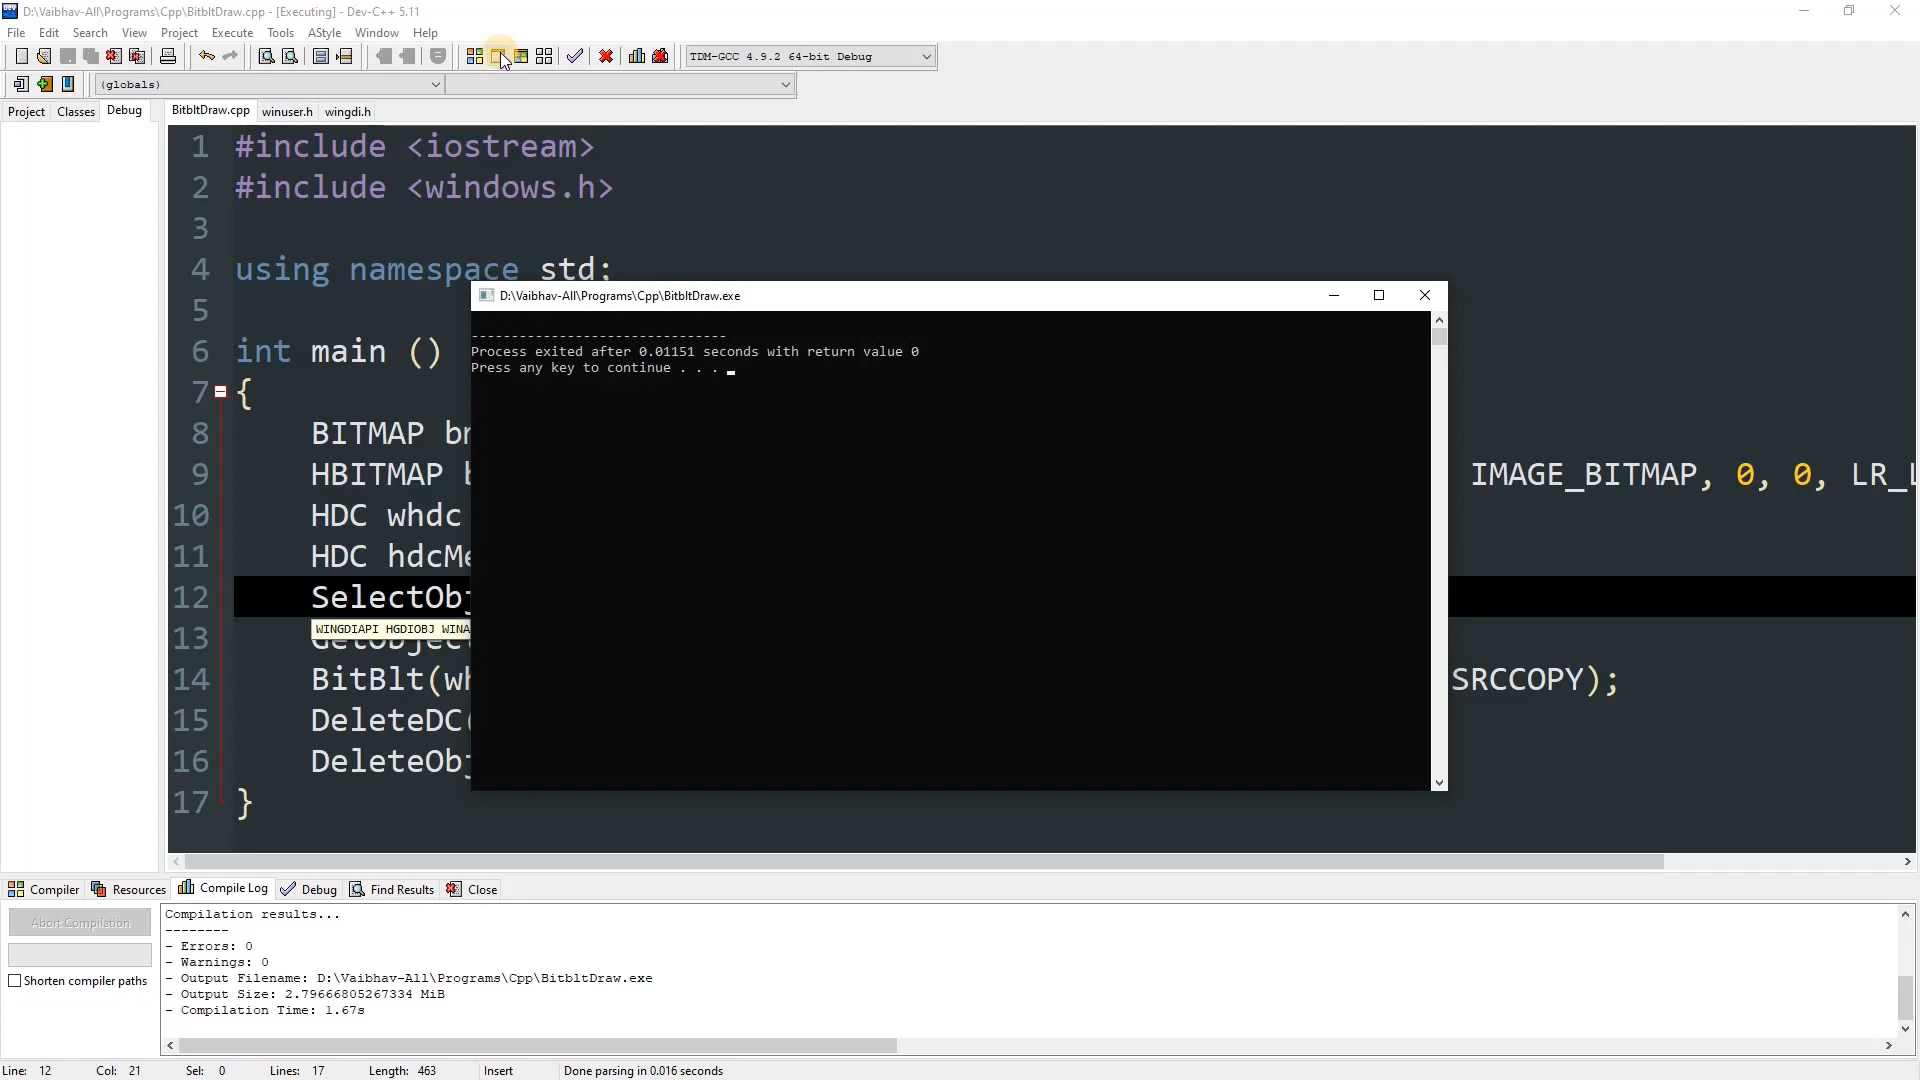 D:\Vaibhav-All\Programs\Cpp\BitbltDraw.cpp - [Executing] - Dev-C++ 5.11
File Edit Search View Project Execute Tools AStyle Window Help
TDM-GCC 4.9.2 64-bit Debug
(globals)
Project Classes Debug BitbltDraw.cpp winuser.h wingdi.h
1 #include <iostream>
2 #include <windows.h>
3
4 using namespace std;
5
D:\Vaibhav-All\Programs\Cpp\BitbltDraw.exe
--------------------------------
Process exited after 0.01151 seconds with return value 0
Press any key to continue . . .
6 int main ()
7 {
8 BITMAP
9 HBITMAP IMAGE_BITMAP, 0, 0,
10 HDC whdc
11 HDC
12
WINGDIAPI HGDIOBJ
13
14 SRCCOPY);
15 DeleteDC
16
17 }
Compiler Resources Compile Log Debug Find Results Close
Abort Compilation
Shorten compiler paths
Compilation results...
--------
- Errors: 0
- Warnings: 0
- Output Filename: D:\Vaibhav-All\Programs\Cpp\BitbltDraw.exe
- Output Size: 2.79666805267334 MiB
- Compilation Time: 1.67s
Line: 12 Col: 21 Sel: 0 Lines: 17 Length: 463 Insert Done parsing in 0.016 seconds